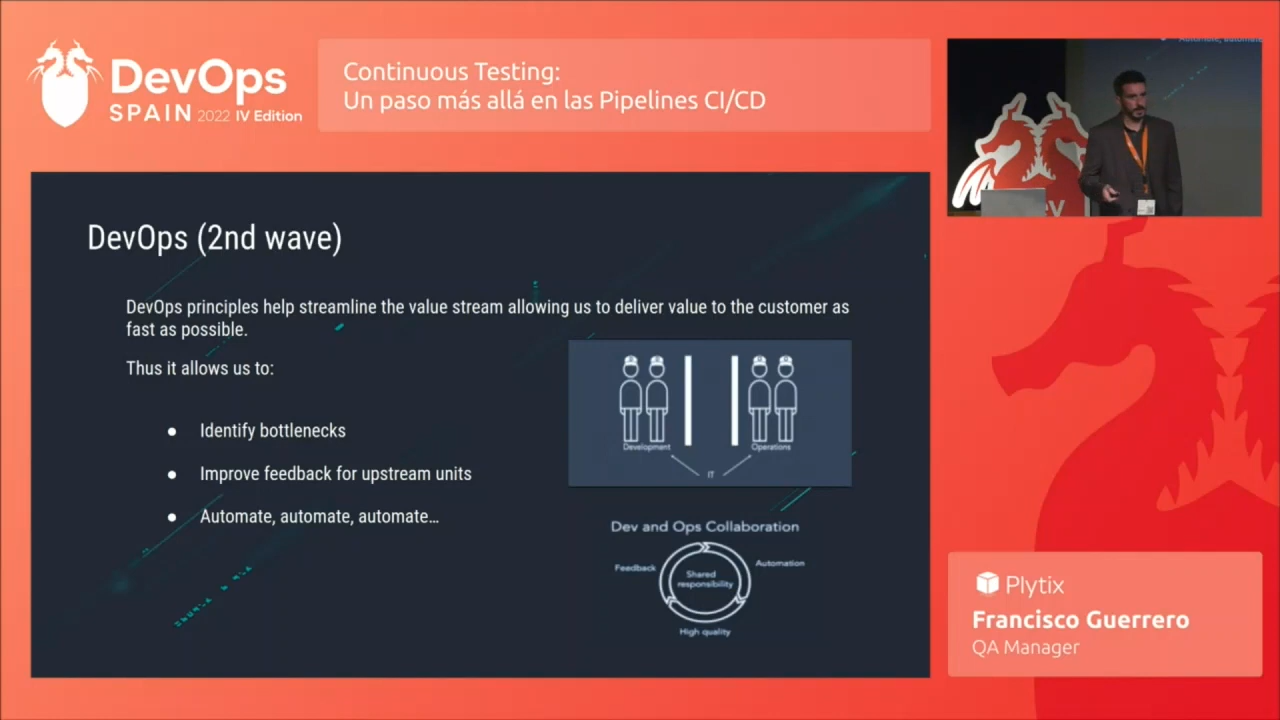 DevOps
SPAIN 2022 IV Edition
Continuous Testing:
Un paso más allá en las Pipelines CI/CD
DevOps (2nd wave)
DevOps principles help streamline the value stream allowing us to deliver value to the customer as
fast as possible.
Thus it allows us to:
● Identify bottlenecks
● Improve feedback for upstream units
● Automate, automate, automate…
Development
Operations
IT
Dev and Ops Collaboration
Feedback
Automation
Shared
responsibility
High quality
Plytix
Francisco Guerrero
QA Manager